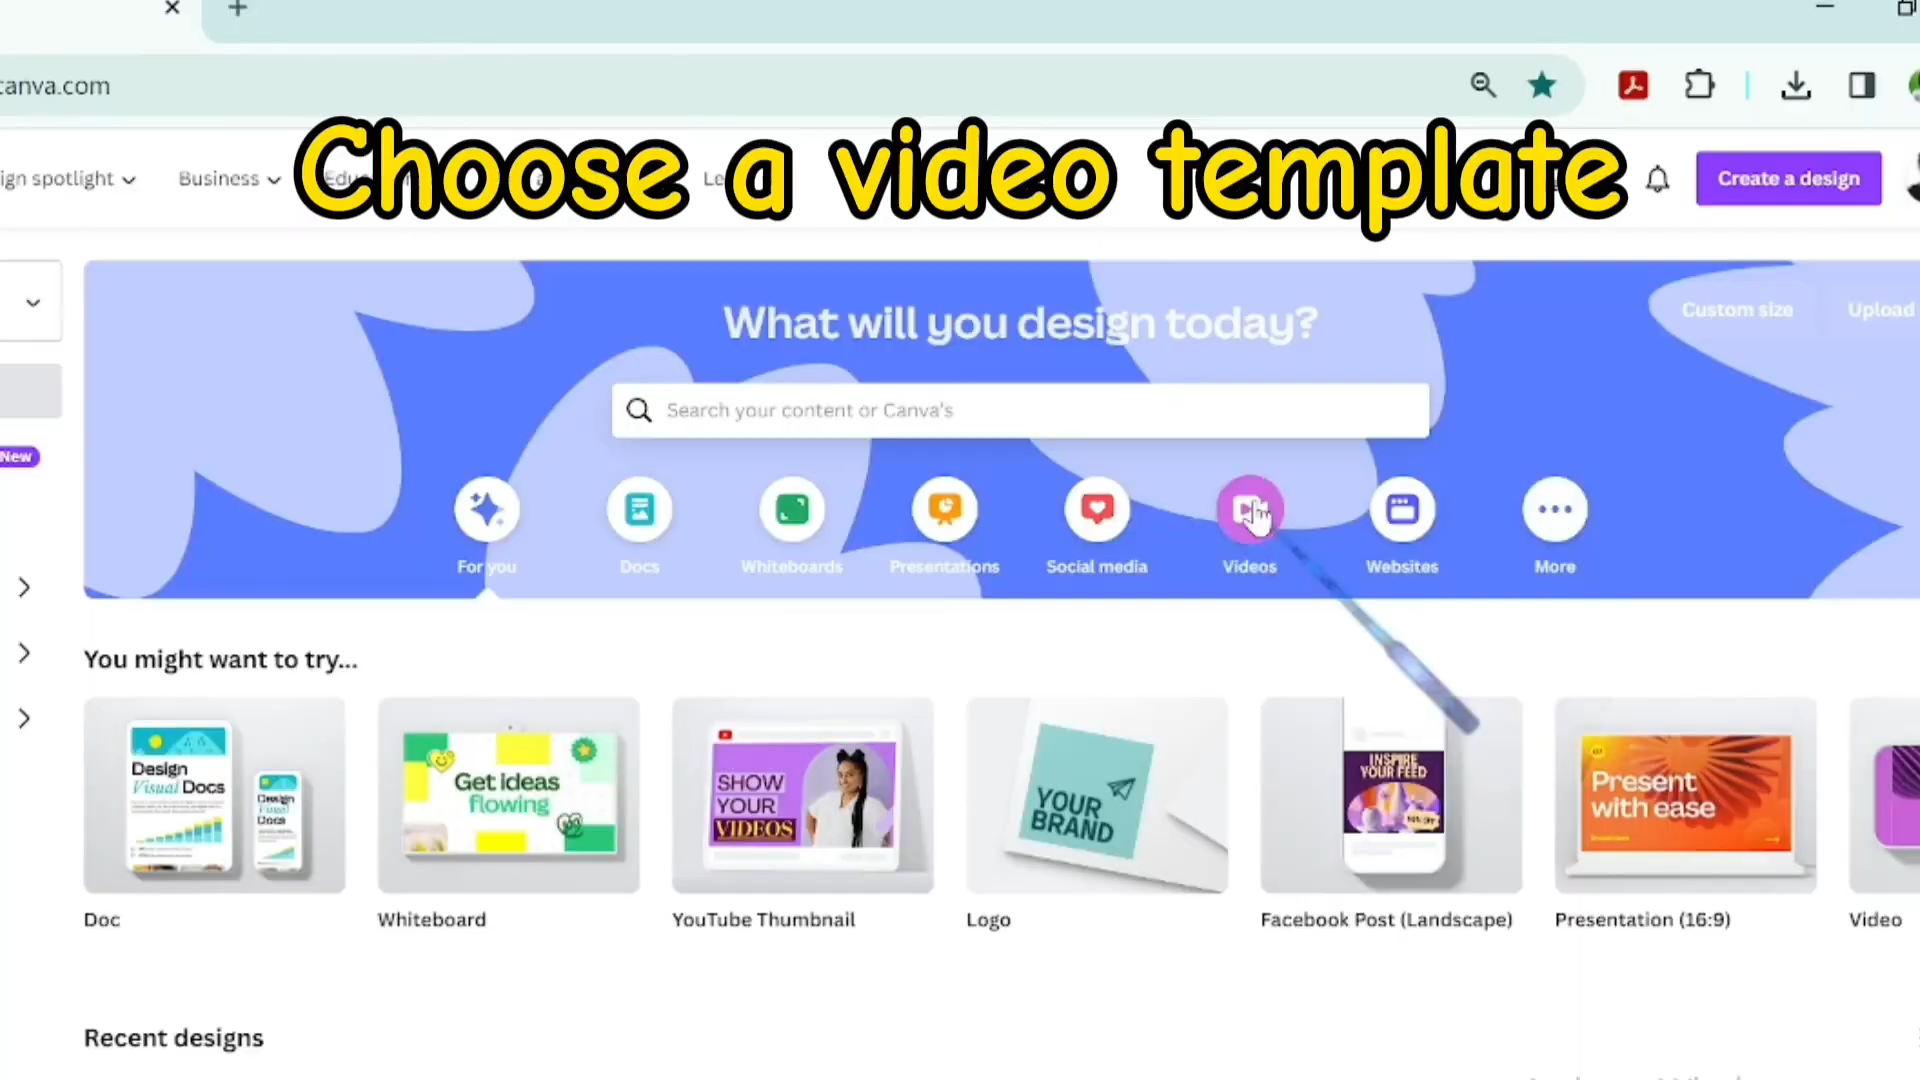 canva.com
Choose a video template
ign spotlight
Business
Create a design
What will you design today?
Custom size
Upload
Search your content or Canva's
New
For you
Docs
Whiteboards
Presentations
Social media
Videos
Websites
More
You might want to try...
Design
Visual Docs
Design
Visual
Docs
Get ideas
flowing
SHOW
YOUR
VIDEOS
YOUR
BRAND
INSPIRE
YOUR FEED
Present
with ease
Doc
Whiteboard
YouTube Thumbnail
Logo
Facebook Post (Landscape)
Presentation (16:9)
Video
Recent designs